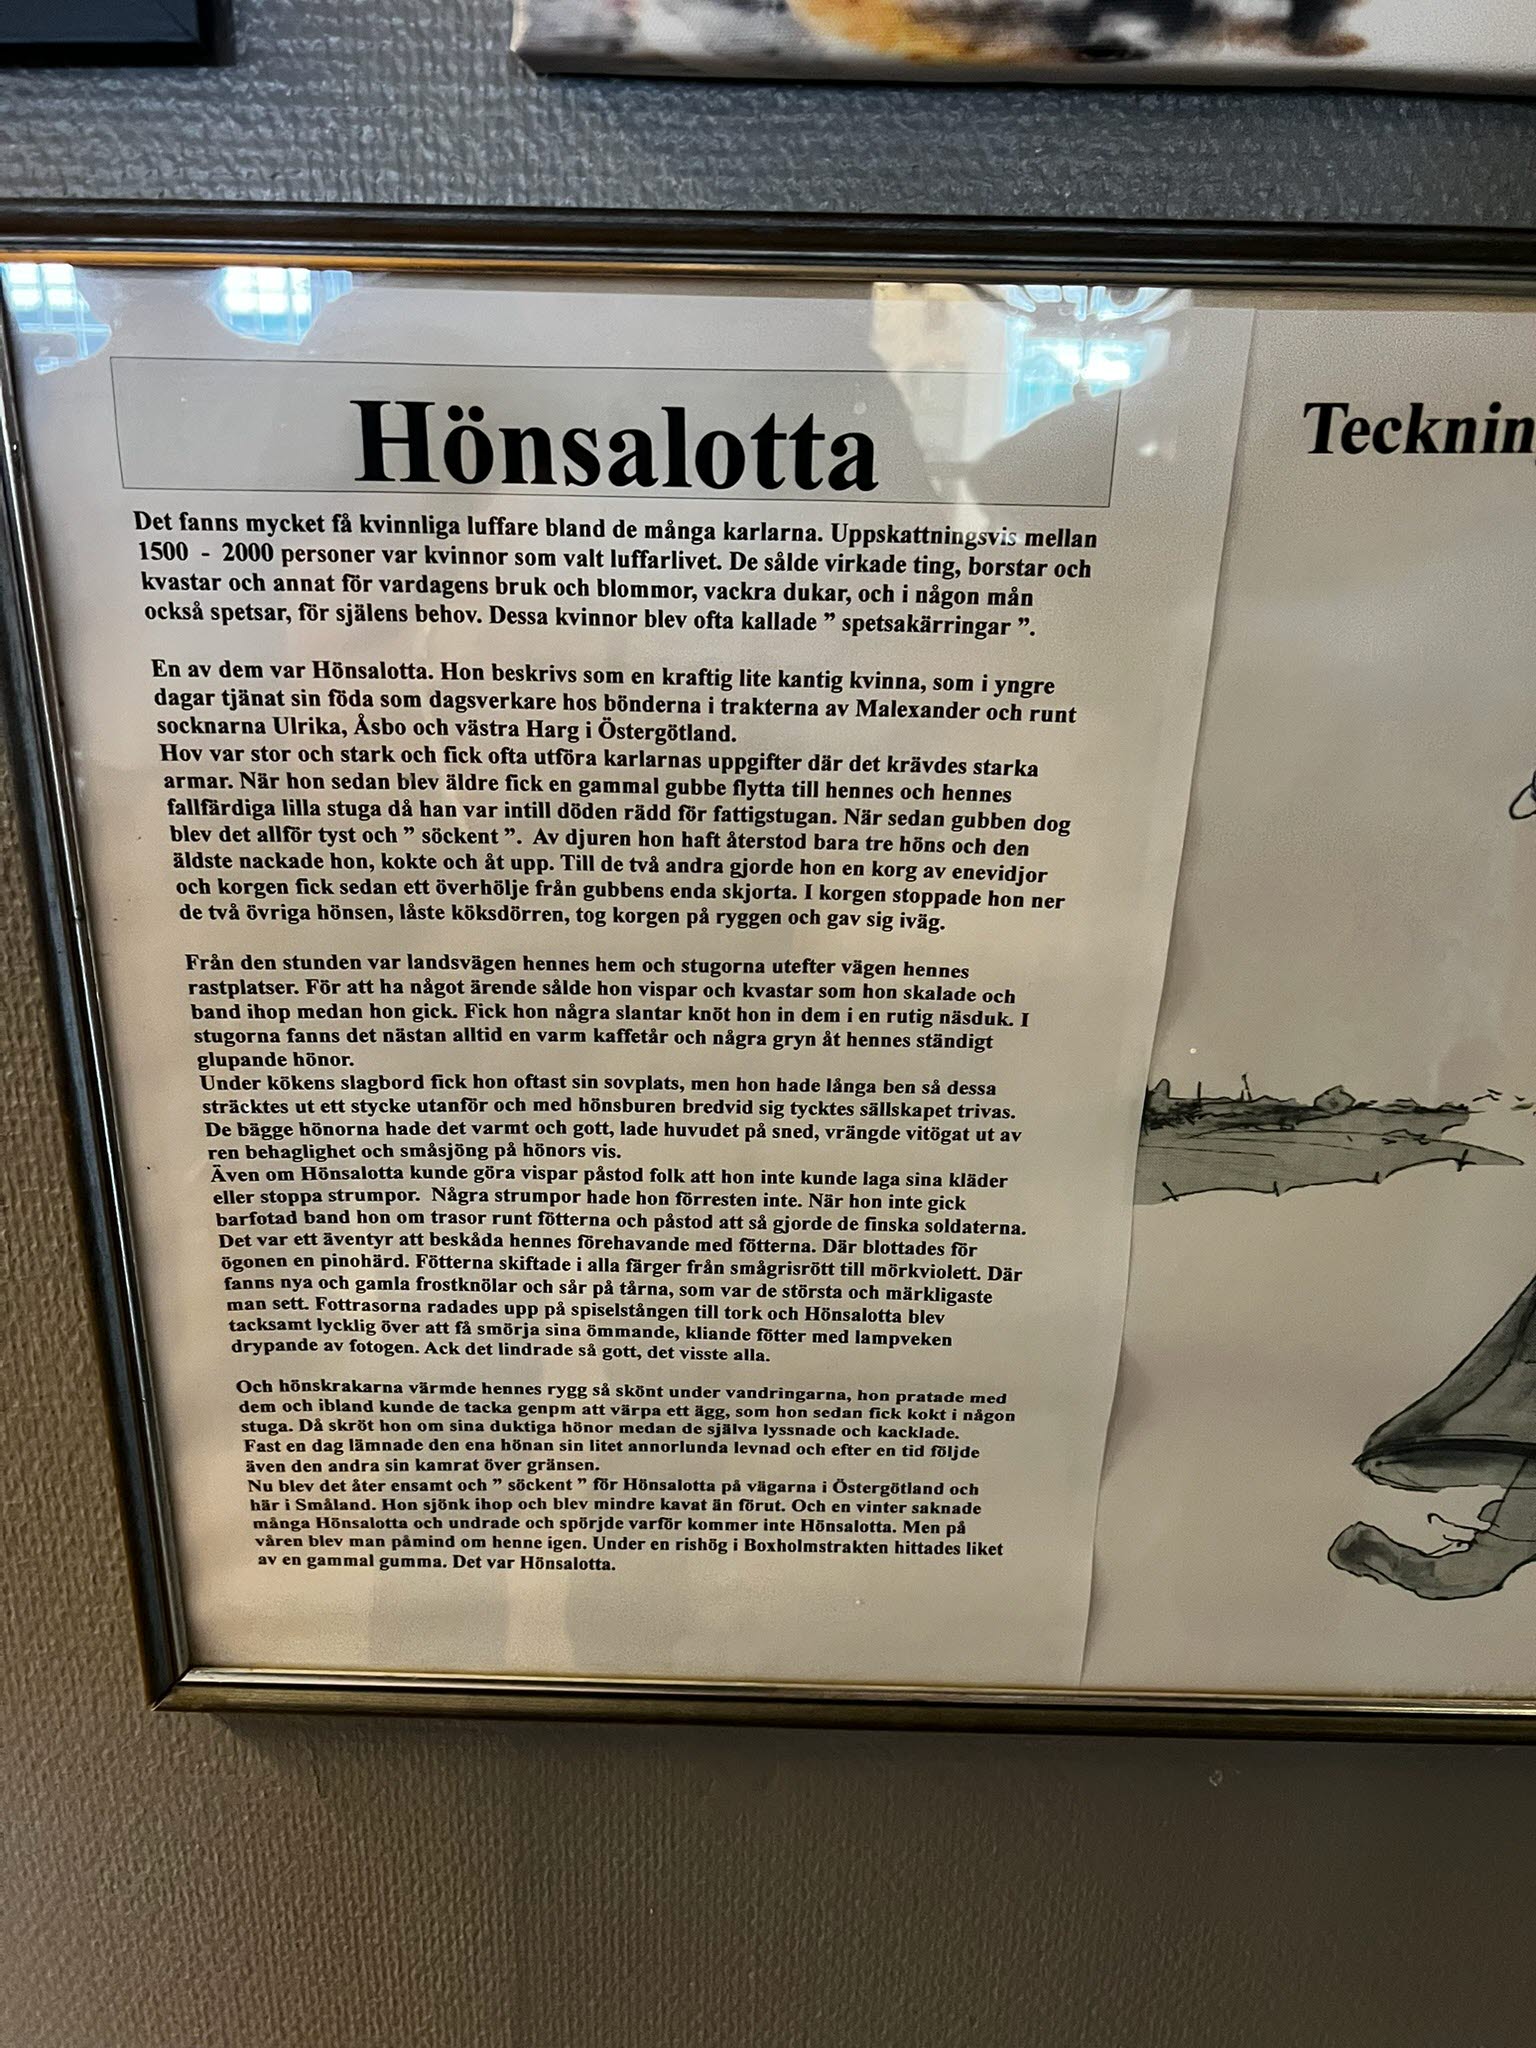 Hönsalotta
Det fanns mycket få kvinnliga luffare bland de många karlarna. Uppskattningsvis mellan
1500 - 2000 personer var kvinnor som valt luffarlivet. De sålde virkade ting, borstar och
kvastar och annat för vardagens bruk och blommor, vackra dukar, och i någon mån
också spetsar, för själens behov. Dessa kvinnor blev ofta kallade ” spetsakärringar ”.
En av dem var Hönsalotta. Hon beskrivs som en kraftig lite kantig kvinna, som i yngre
dagar tjänat sin föda som dagsverkare hos bönderna i trakterna av Malexander och runt
socknarna Ulrika, Åsbo och västra Harg i Östergötland.
Hov var stor och stark och fick ofta utföra karlarnas uppgifter där det krävdes starka
armar. När hon sedan blev äldre fick en gammal gubbe flytta till hennes och hennes
fallfärdiga lilla stuga då han var intill döden rädd för fattigstugan. När sedan gubben dog
blev det allför tyst och ” söckent ”. Av djuren hon haft återstod bara tre höns och den
äldste nackade hon, kokte och åt upp. Till de två andra gjorde hon en korg av enevidjor
och korgen fick sedan ett överhölje från gubbens enda skjorta. I korgen stoppade hon ner
de två övriga hönsen, låste köksdörren, tog korgen på ryggen och gav sig iväg.
Från den stunden var landsvägen hennes hem och stugorna utefter vägen hennes
rastplatser. För att ha något ärende sålde hon vispar och kvastar som hon skalade och
band ihop medan hon gick. Fick hon några slantar knöt hon in dem i en rutig näsduk. I
stugorna fanns det nästan alltid en varm kaffetår och några gryn åt hennes ständigt
glupande hönor.
Under kökens slagbord fick hon oftast sin sovplats, men hon hade långa ben så dessa
sträcktes ut ett stycke utanför och med hönsburen bredvid sig tycktes sällskapet trivas.
De bägge hönorna hade det varmt och gott, lade huvudet på sned, vrängde vitögat ut av
ren behaglighet och småsjöng på hönors vis.
Även om Hönsalotta kunde göra vispar påstod folk att hon inte kunde laga sina kläder
eller stoppa strumpor. Några strumpor hade hon förresten inte. När hon inte gick
barfotad band hon om trasor runt fötterna och påstod att så gjorde de finska soldaterna.
Det var ett äventyr att beskåda hennes förehavande med fötterna. Där blottades för
ögonen en pinohärd. Fötterna skiftade i alla färger från smågrisrött till mörkviolett. Där
fanns nya och gamla frostknölar och sår på tårna, som var de största och märkligaste
man sett. Fottrasorna radades upp på spiselstången till tork och Hönsalotta blev
tacksamt lycklig över att få smörja sina ömmande, kliande fötter med lampveken
drypande av fotogen. Ack det lindrade så gott, det visste alla.
Och hönskrakarna värmde hennes rygg så skönt under vandringarna, hon pratade med
dem och ibland kunde de tacka genpm att värpa ett ägg, som hon sedan fick kokt i någon
stuga. Då skröt hon om sina duktiga hönor medan de själva lyssnade och kacklade.
Fast en dag lämnade den ena hönan sin litet annorlunda levnad och efter en tid följde
även den andra sin kamrat över gränsen.
Nu blev det åter ensamt och ” söckent ” för Hönsalotta på vägarna i Östergötland och
här i Småland. Hon sjönk ihop och blev mindre kavat än förut. Och en vinter saknade
många Hönsalotta och undrade och spörjde varför kommer inte Hönsalotta. Men på
våren blev man påmind om henne igen. Under en rishög i Boxholmstrakten hittades liket
av en gammal gumma. Det var Hönsalotta.